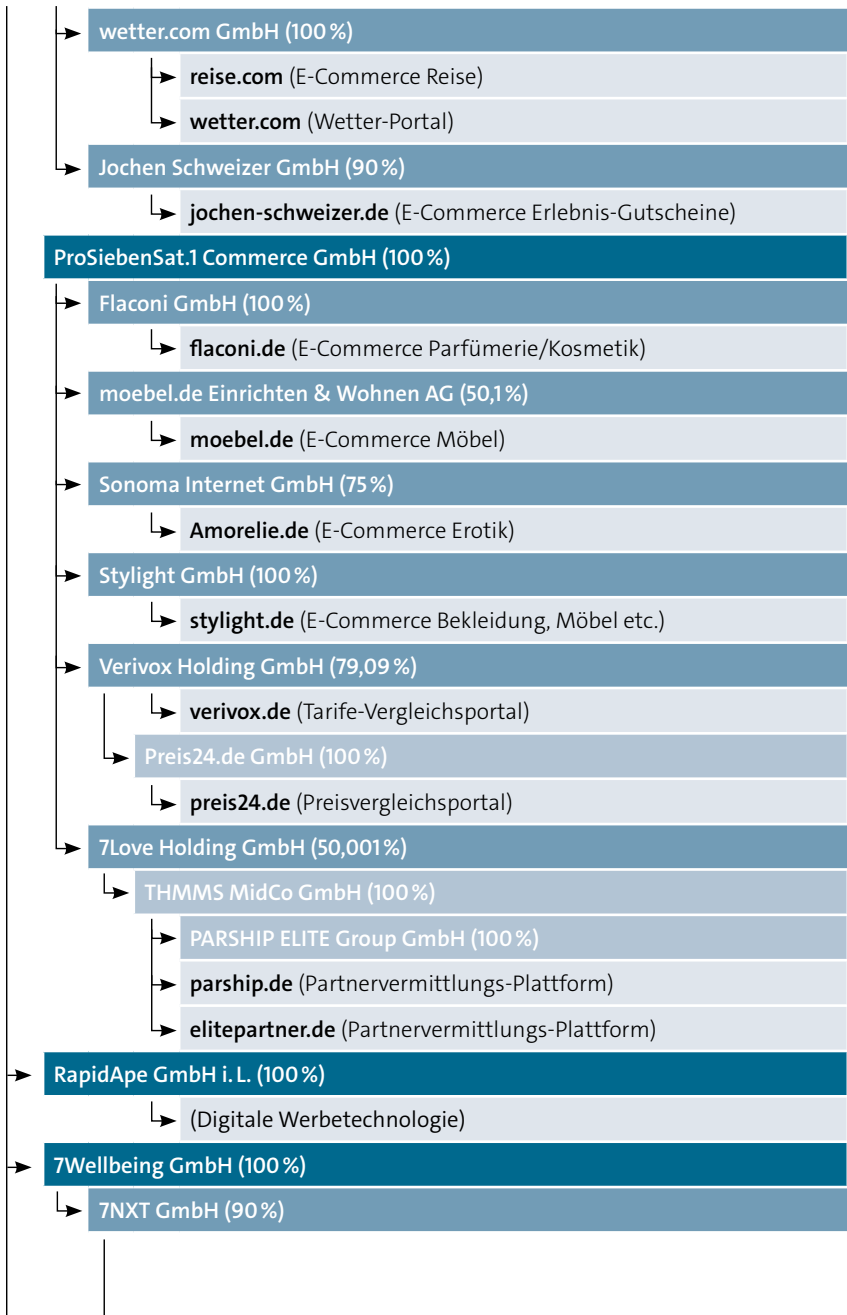 wetter.com GmbH (100 %)
reise.com (E-Commerce Reise)
wetter.com (Wetter-Portal)
Jochen Schweizer GmbH (90 %)
jochen-schweizer.de (E-Commerce Erlebnis-Gutscheine)
ProSiebenSat.1 Commerce GmbH (100 %)
Flaconi GmbH (100 %)
flaconi.de (E-Commerce Parfümerie/Kosmetik)
moebel.de Einrichten & Wohnen AG (50,1 %)
moebel.de (E-Commerce Möbel)
Sonoma Internet GmbH (75 %)
Amorelie.de (E-Commerce Erotik)
Stylight GmbH (100 %)
stylight.de (E-Commerce Bekleidung, Möbel etc.)
Verivox Holding GmbH (79,09 %)
verivox.de (Tarife-Vergleichsportal)
Preis24.de GmbH (100 %)
preis24.de (Preisvergleichsportal)
7Love Holding GmbH (50,001 %)
THMMS MidCo GmbH (100 %)
PARSHIP ELITE Group GmbH (100 %)
parship.de (Partnervermittlungs-Plattform)
elitepartner.de (Partnervermittlungs-Plattform)
RapidApe GmbH i. L. (100 %)
(Digitale Werbetechnologie)
7Wellbeing GmbH (100 %)
7NXT GmbH (90 %)